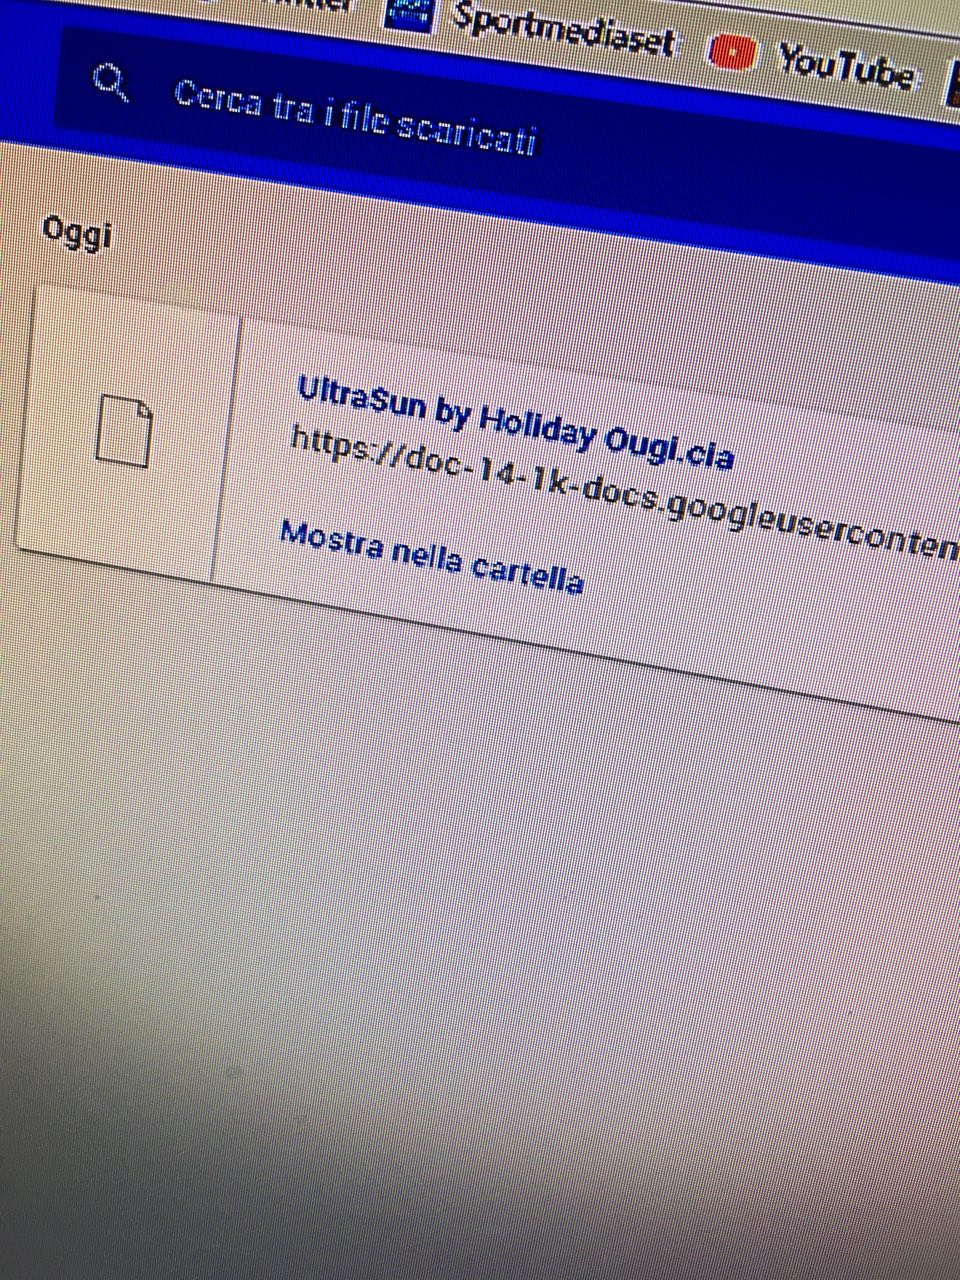 Sportmediaset YouTube
Cerca tra i file scaricati
Oggi
UltraSun by Holiday Ougi.cia
https://doc-14-1k-docs.googleuserconten
Mostra nella cartella